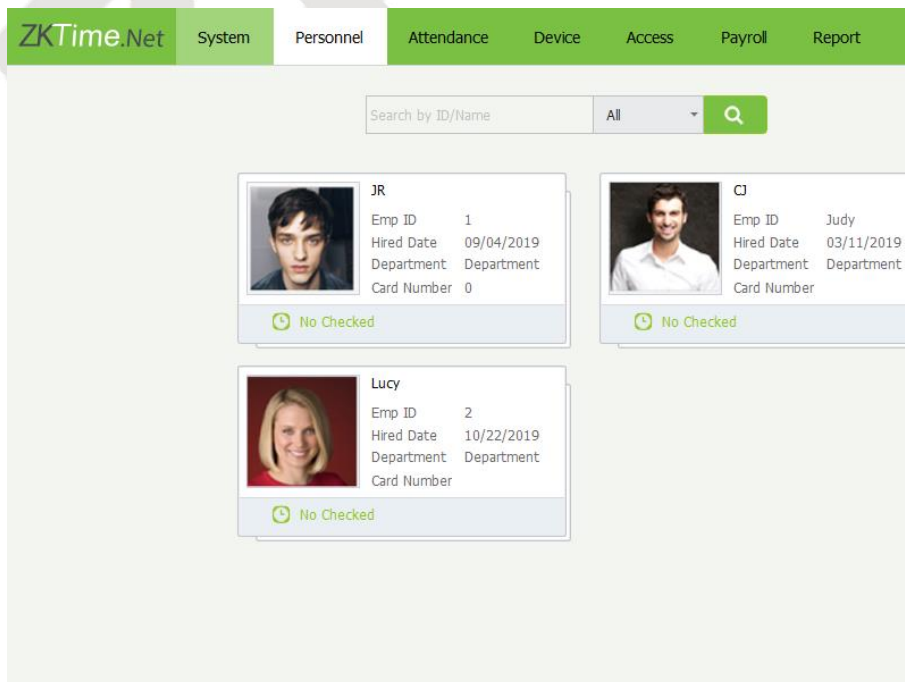 ZKTime.Net System Personnel Attendance Device Access Payroll Report
Search by ID/Name All
JR
Emp ID 1
Hired Date 09/04/2019
Department Department
Card Number 0
No Checked
CJ
Emp ID Judy
Hired Date 03/11/2019
Department Department
Card Number
No Checked
Lucy
Emp ID 2
Hired Date 10/22/2019
Department Department
Card Number
No Checked